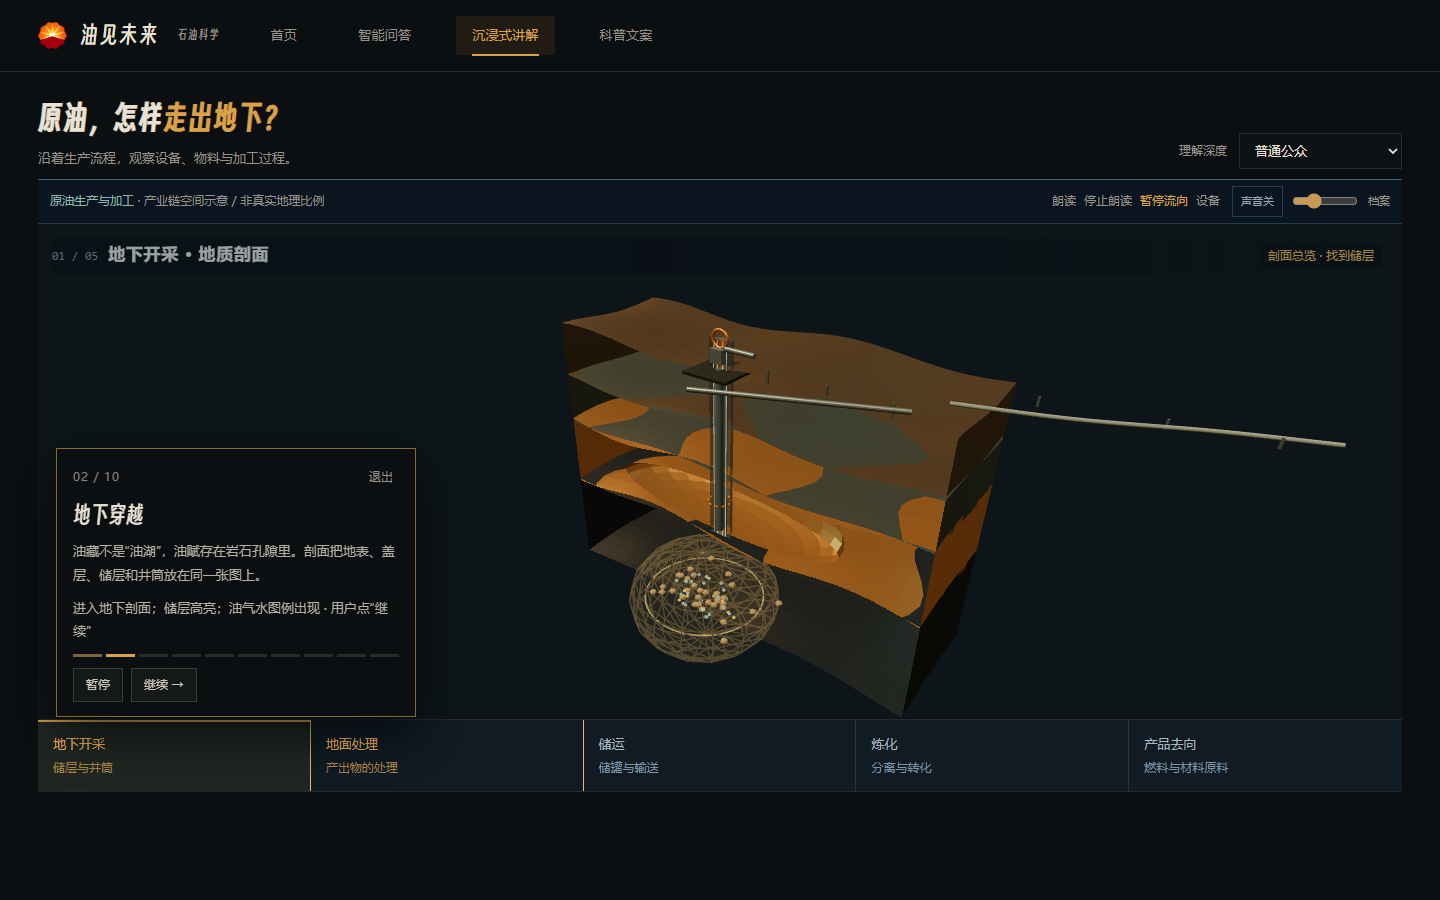 油见未来 石油科学 首页 智能问答 沉浸式讲解 科普文案
原油，怎样走出地下？
沿着生产流程，观察设备、物料与加工过程。
理解深度 普通公众
原油生产与加工 · 产业链空间示意 / 非真实地理比例
朗读 停止朗读 暂停流向 设备 声音关 档案
01 / 05 地下开采 • 地质剖面
剖面总览 · 找到储层
02 / 10 退出
地下穿越
油藏不是“油湖”，油赋存在岩石孔隙里。剖面把地表、盖
层、储层和井筒放在同一张图上。
进入地下剖面；储层高亮；油气水图例出现 · 用户点“继
续”
暂停 继续 →
地下开采
储层与井筒
地面处理
产出物的处理
储运
储罐与输送
炼化
分离与转化
产品去向
燃料与材料原料